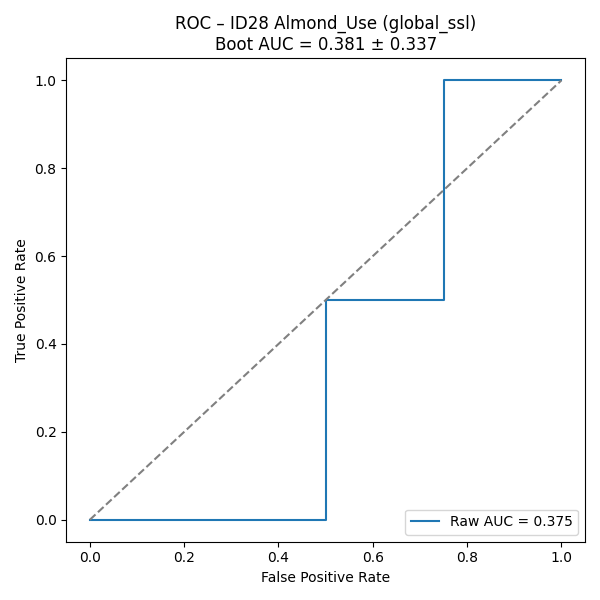 ROC – ID28 Almond_Use (global_ssl)
Boot AUC = 0.381 ± 0.337
True Positive Rate
1.0
0.8
0.6
0.4
0.2
0.0
Raw AUC = 0.375
0.0 0.2 0.4 0.6 0.8 1.0
False Positive Rate